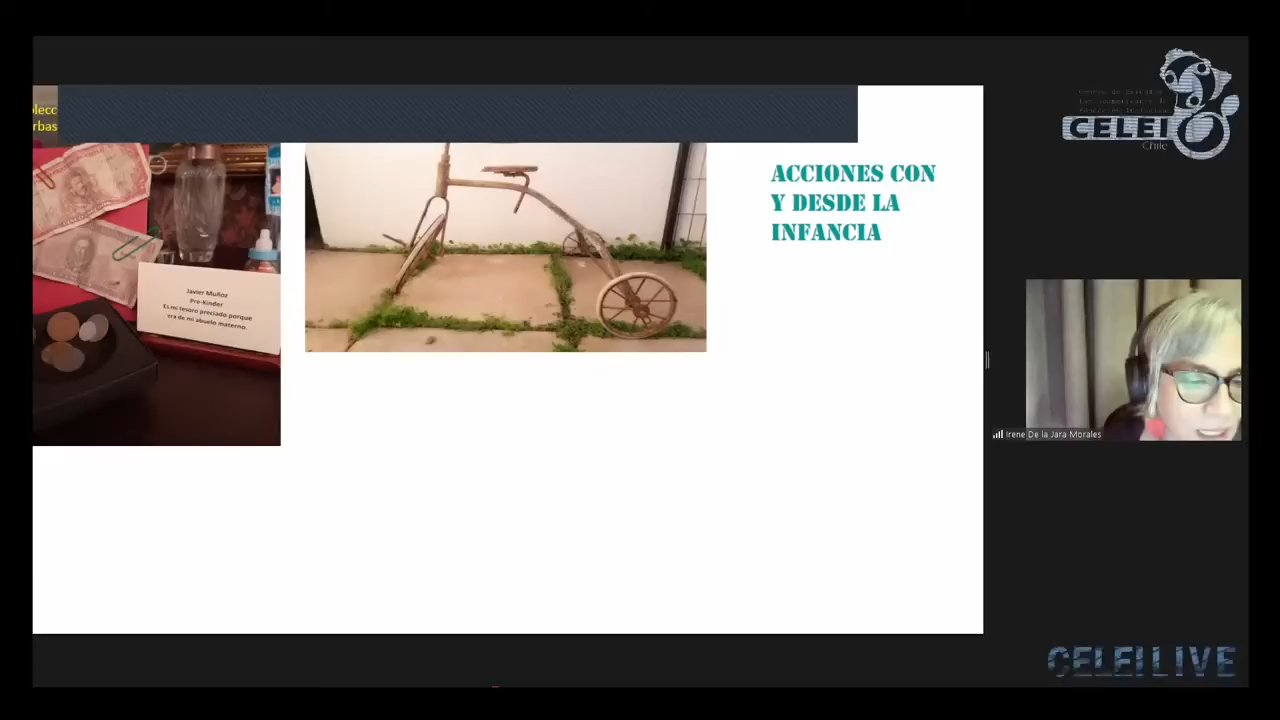 olecc
rbas
ACCIONES CON
Y DESDE LA
INFANCIA
Javier Muñoz
Pre-Kinder
Es mi tesoro preciado porque
era de mi abuelo materno.
CELEI
Chile
Irene De la Jara Morales
CELEI LIVE